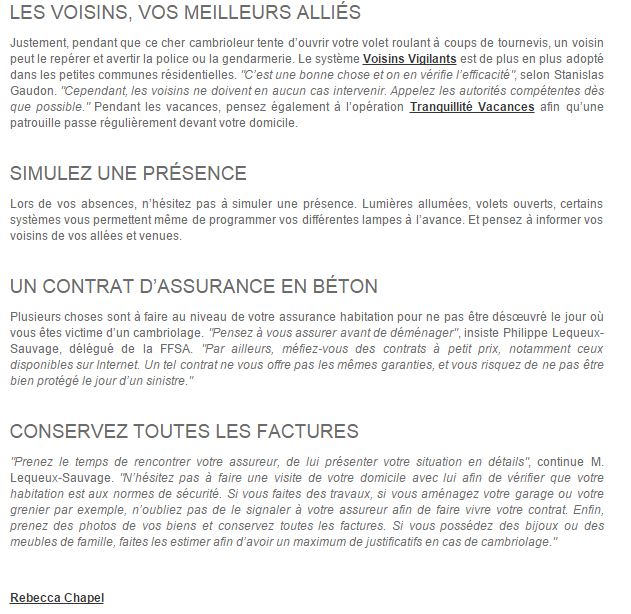 LES VOISINS, VOS MEILLEURS ALLIÉS
Justement, pendant que ce cher cambrioleur tente d'ouvrir votre volet roulant à coups de tournevis, un voisin
peut le repérer et avertir la police ou la gendarmerie. Le système Voisins Vigilants est de plus en plus adopté
dans les petites communes résidentielles. "C'est une bonne chose et on en vérifie l'efficacité", selon Stanislas
Gaudon. "Cependant, les voisins ne doivent en aucun cas intervenir. Appelez les autorités compétentes dès
que possible." Pendant les vacances, pensez également à l'opération Tranquillité Vacances afin qu'une
patrouille passe régulièrement devant votre domicile.
SIMULEZ UNE PRÉSENCE
Lors de vos absences, n'hésitez pas à simuler une présence. Lumières allumées, volets ouverts, certains
systèmes vous permettent même de programmer vos différentes lampes à l'avance. Et pensez à informer vos
voisins de vos allées et venues.
UN CONTRAT D'ASSURANCE EN BÉTON
Plusieurs choses sont à faire au niveau de votre assurance habitation pour ne pas être désœuvré le jour où
vous êtes victime d'un cambriolage. "Pensez à vous assurer avant de déménager", insiste Philippe Lequeux-
Sauvage, délégué de la FFSA. "Par ailleurs, méfiez-vous des contrats à petit prix, notamment ceux
disponibles sur Internet. Un tel contrat ne vous offre pas les mêmes garanties, et vous risquez de ne pas être
bien protégé le jour d'un sinistre."
CONSERVEZ TOUTES LES FACTURES
"Prenez le temps de rencontrer votre assureur, de lui présenter votre situation en détails", continue M.
Lequeux-Sauvage. "N'hésitez pas à faire une visite de votre domicile avec lui afin de vérifier que votre
habitation est aux normes de sécurité. Si vous faites des travaux, si vous aménagez votre garage ou votre
grenier par exemple, n'oubliez pas de le signaler à votre assureur afin de faire vivre votre contrat. Enfin,
prenez des photos de vos biens et conservez toutes les factures. Si vous possédez des bijoux ou des
meubles de famille, faites les estimer afin d'avoir un maximum de justificatifs en cas de cambriolage."
Rebecca Chapel